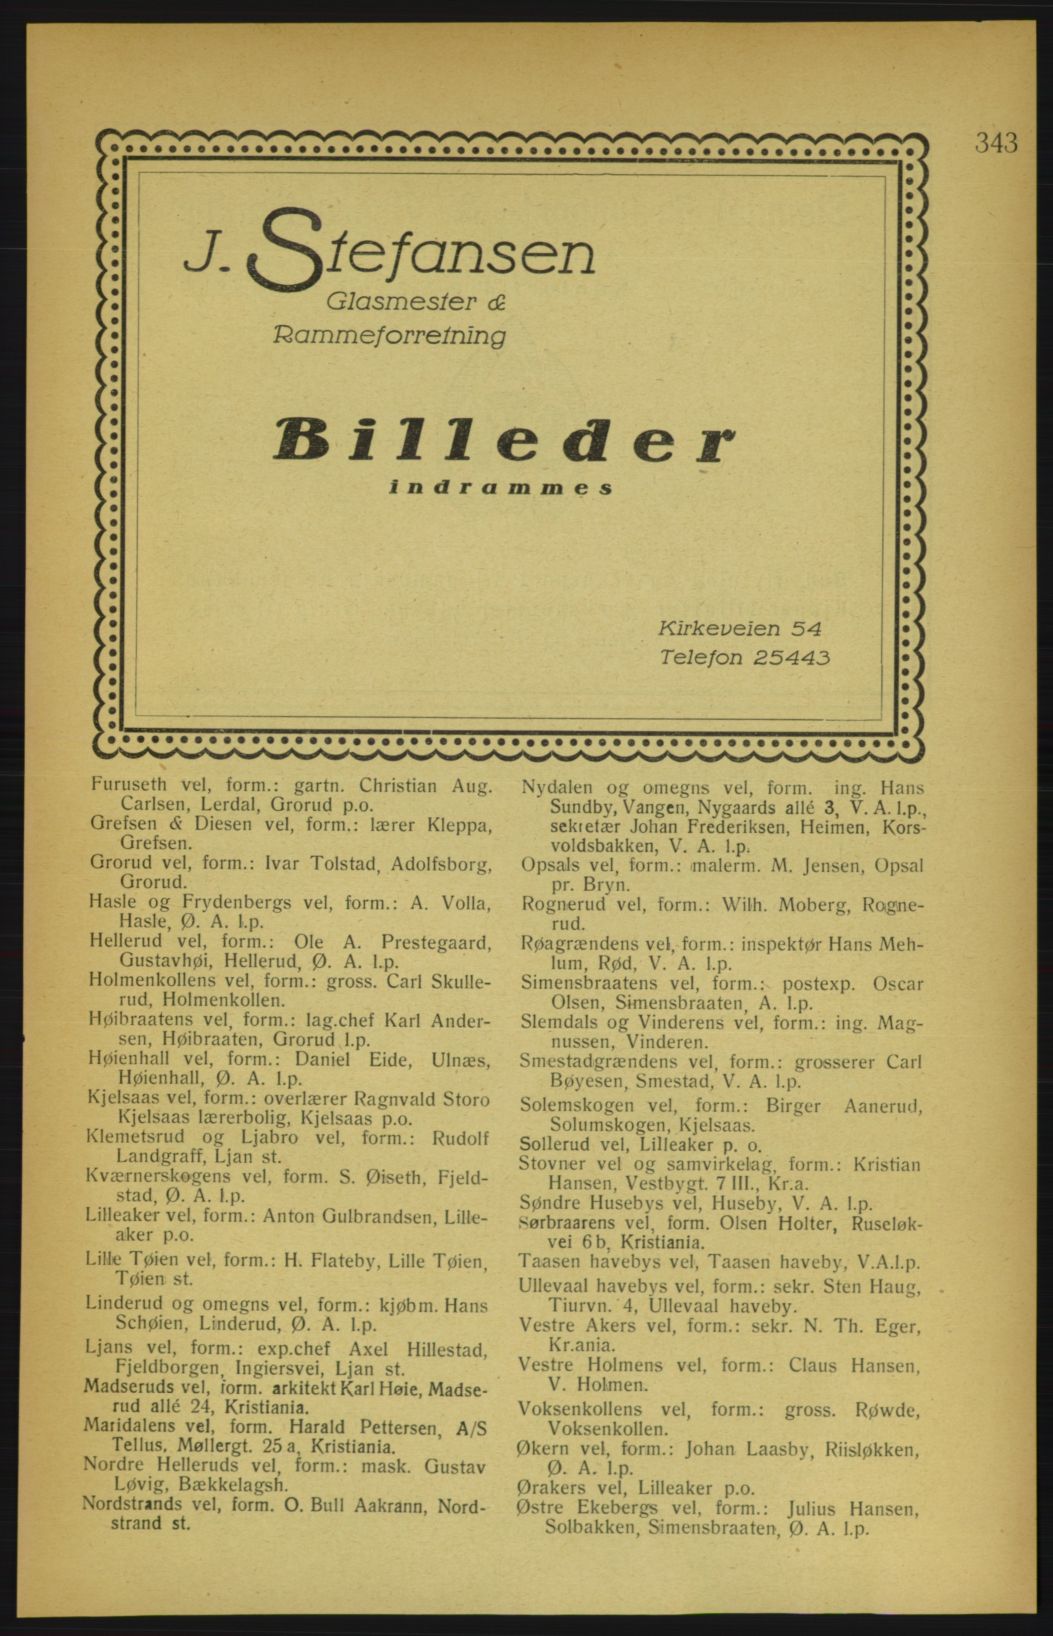 343
J. Stefansen
Glasmester &
Rammeforretning
Billeder
indrammes
Kirkeveien 54
Telefon 25443
Furuseth vel, form.: gartn. Christian Aug.
Carlsen, Lerdal, Grorud p.o.
Grefsen & Diesen vel, form.: lærer Kleppa,
Grefsen.
Grorud vel, form.: Ivar Tolstad, Adolfsborg,
Grorud.
Hasle og Frydenbergs vel, form.: A. Volla,
Hasle, Ø. A. l.p.
Hellerud vel, form.: Ole A. Prestegaard,
Gustavhøi, Hellerud, Ø. A. l.p.
Holmenkollens vel, form.: gross. Carl Skulle-
rud, Holmenkollen.
Høibraatens vel, form.: lag.chef Karl Ander-
sen, Høibraaten, Grorud l.p.
Høienhall vel, form.: Daniel Eide, Ulnæs,
Høienhall, Ø. A. l.p.
Kjelsaas vel, form.: overlærer Ragnvald Storo
Kjelsaas lærerbolig, Kjelsaas p.o.
Klemetsrud og Ljabro vel, form.: Rudolf
Landgraff, Ljan st.
Kværnerskogens vel, form. S. Øiseth, Fjeld-
stad, Ø. A. l.p.
Lilleaker vel, form.: Anton Gulbrandsen, Lille-
aker p.o.
Lille Tøien vel, form.: H. Flateby, Lille Tøien,
Tøien st.
Linderud og omegns vel, form.: kjøbm. Hans
Schøien, Linderud, Ø. A. l.p.
Ljans vel, form.: exp.chef Axel Hillestad,
Fjeldborgen, Ingiersvei, Ljan st.
Madseruds vel, form. arkitekt Karl Høie, Madse-
rud allé 24, Kristiania.
Maridalens vel, form. Harald Pettersen, A/S
Tellus, Møllergt. 25 a, Kristiania.
Nordre Helleruds vel, form.: mask. Gustav
Løvig, Bækkelagsh.
Nordstrands vel, form. O. Bull Aakrann, Nord-
strand st.
Nydalen og omegns vel, form. ing. Hans
Sundby, Vangen, Nygaards allé 3, V. A. l.p.,
sekretær Johan Frederiksen, Heimen, Kors-
voldsbakken, V. A. l.p.
Opsals vel, form.: malerm. M. Jensen, Opsal
pr. Bryn.
Rognerud vel, form.: Wilh. Moberg, Rogne-
rud.
Røagrændens vel, form.: inspektør Hans Meh-
lum, Rød, V. A. l.p.
Simensbraatens vel, form.: postexp. Oscar
Olsen, Simensbraaten, A. l.p.
Slemdals og Vinderens vel, form.: ing. Mag-
nussen, Vinderen.
Smestadgrændens vel, form.: grosserer Carl
Bøyesen, Smestad, V. A. l.p.
Solemskogen vel, form.: Birger Aanerud,
Solumskogen, Kjelsaas.
Sollerud vel, Lilleaker p. o.
Stovner vel og samvirkelag, form.: Kristian
Hansen, Vestbygt. 7 III., Kr.a.
Søndre Husebys vel, Huseby, V. A. l.p.
Sørbraarens vel, form. Olsen Holter, Ruseløk-
vei 6 b, Kristiania.
Taasen havebys vel, Taasen haveby, V.A.l.p.
Ullevaal havebys vel, form.: sekr. Sten Haug,
Tiurvn. 4, Ullevaal haveby.
Vestre Akers vel, form.: sekr. N. Th. Eger,
Kr.ania.
Vestre Holmens vel, form.: Claus Hansen,
V. Holmen.
Voksenkollens vel, form.: gross. Røwde,
Voksenkollen.
Økern vel, form.: Johan Laasby, Riisløkken,
Ø. A. l.p.
Ørakers vel, Lilleaker p.o.
Østre Ekebergs vel, form.: Julius Hansen,
Solbakken, Simensbraaten, Ø. A. l.p.